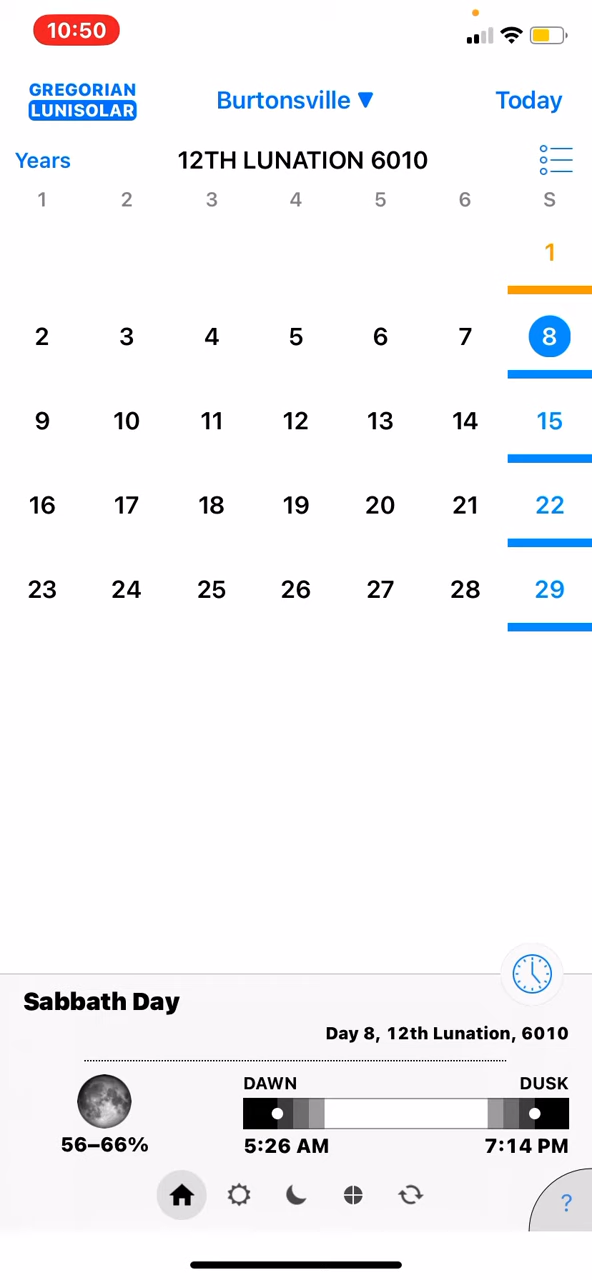 10:50
GREGORIAN
LUNISOLAR
Burtonsville ▼
Today
Years
12TH LUNATION 6010
1 2 3 4 5 6 S
1
2 3 4 5 6 7 8
9 10 11 12 13 14 15
16 17 18 19 20 21 22
23 24 25 26 27 28 29
Sabbath Day
Day 8, 12th Lunation, 6010
DAWN DUSK
56–66% 5:26 AM 7:14 PM
?